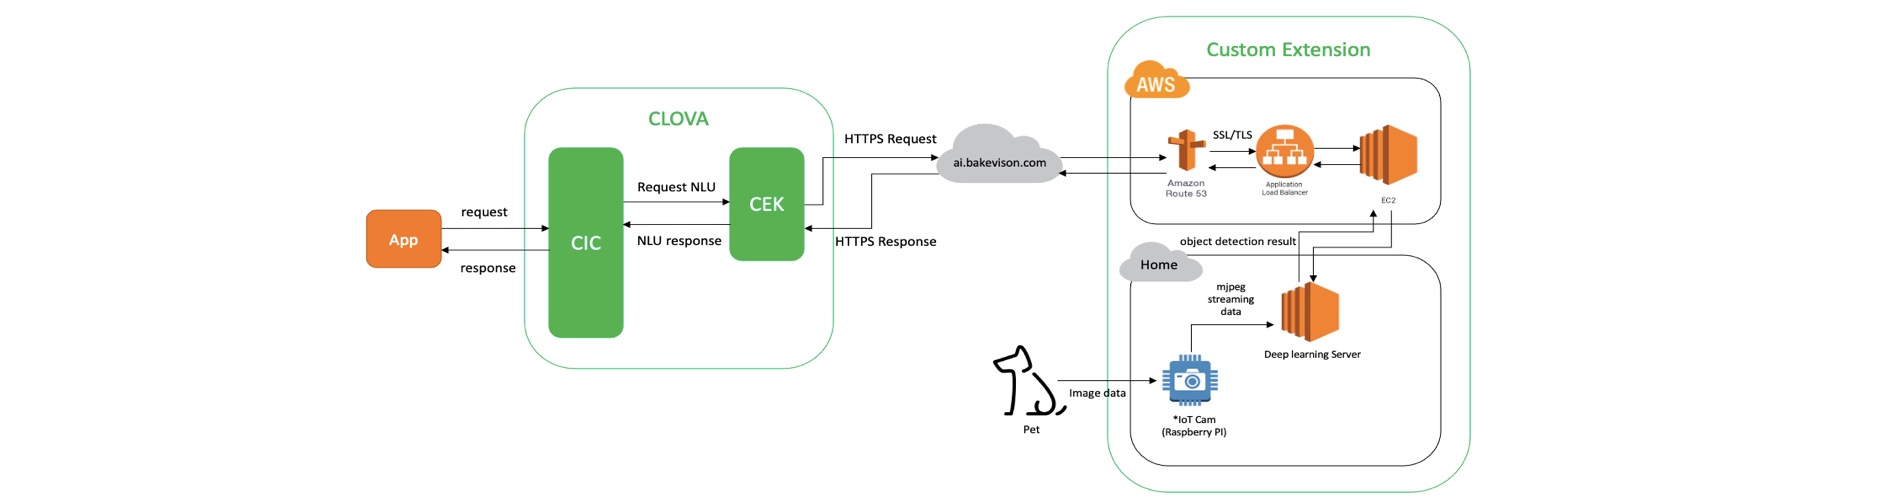 Custom Extension
AWS
CLOVA
HTTPS Request
SSL/TLS
ai.bakevison.com
Amazon
Route 53
Application
Load Balancer
EC2
Request NLU
CEK
request
CIC
App
NLU response
HTTPS Response
object detection result
response
Home
mjpeg
streaming
data
Deep learning Server
Image data
*IoT Cam
(Raspberry PI)
Pet